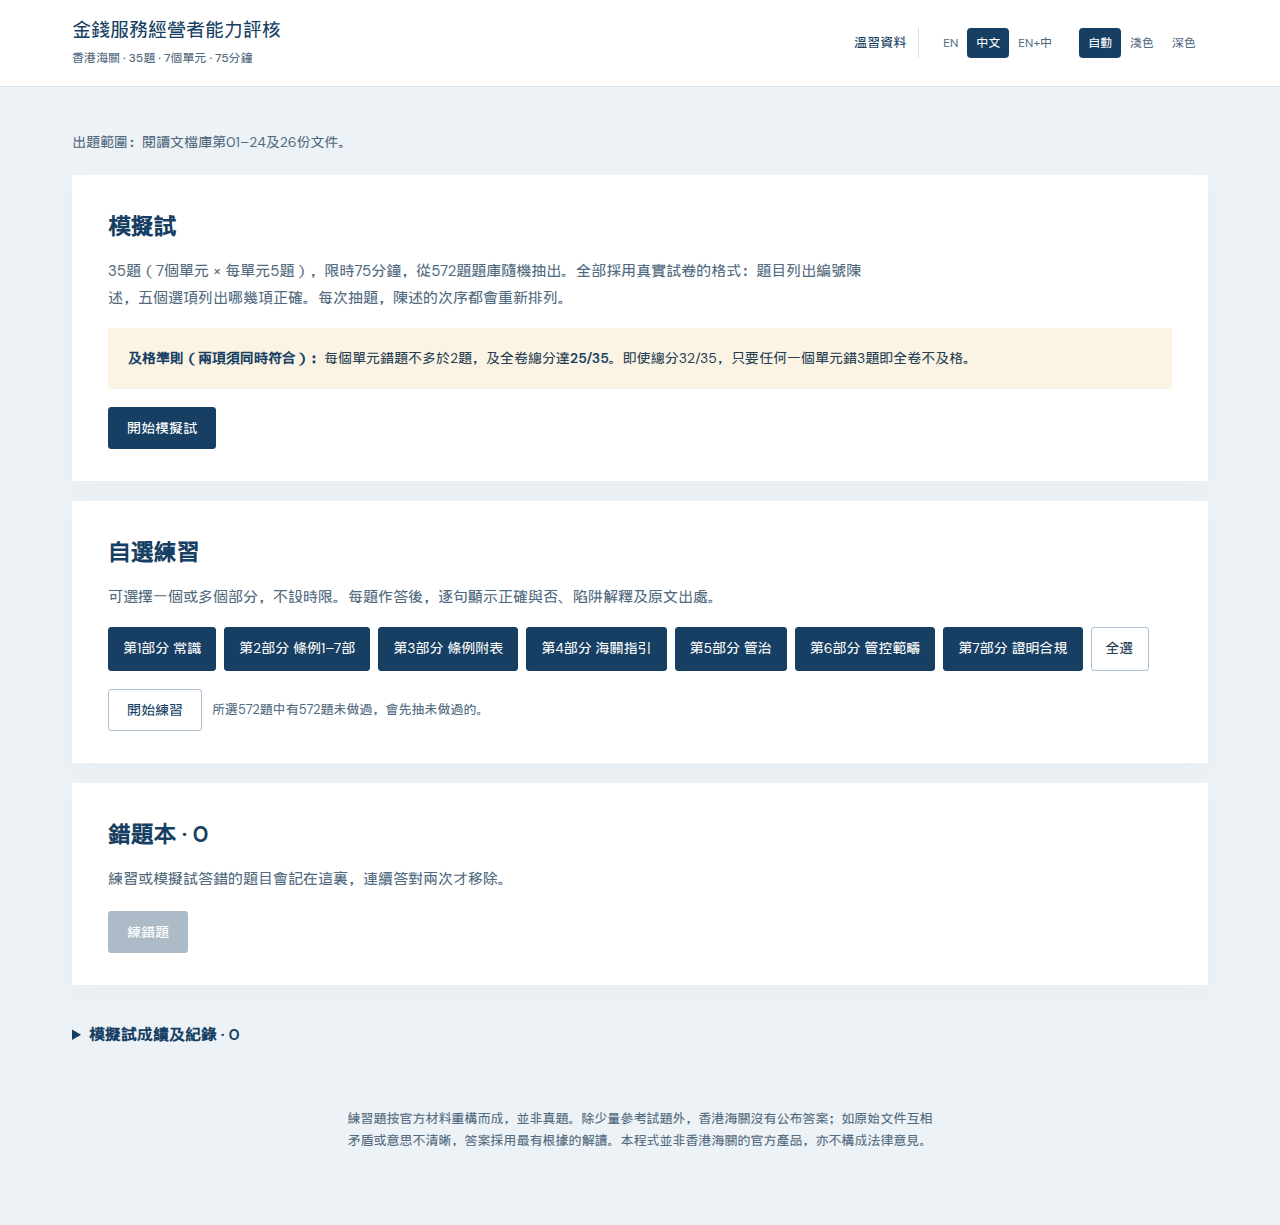 金錢服務經營者能力評核
香港海關 · 35題 · 7個單元 · 75分鐘
溫習資料 EN 中文 EN+中 自動 淺色 深色
出題範圍：閱讀文檔庫第01–24及26份文件。
模擬試
35題（7個單元 × 每單元5題），限時75分鐘，從572題題庫隨機抽出。全部採用真實試卷的格式：題目列出編號陳
述，五個選項列出哪幾項正確。每次抽題，陳述的次序都會重新排列。
及格準則（兩項須同時符合）：每個單元錯題不多於2題，及全卷總分達25/35。即使總分32/35，只要任何一個單元錯3題即全卷不及格。
開始模擬試
自選練習
可選擇一個或多個部分，不設時限。每題作答後，逐句顯示正確與否、陷阱解釋及原文出處。
第1部分 常識 第2部分 條例1–7部 第3部分 條例附表 第4部分 海關指引 第5部分 管治 第6部分 管控範疇 第7部分 證明合規 全選
開始練習 所選572題中有572題未做過，會先抽未做過的。
錯題本 · 0
練習或模擬試答錯的題目會記在這裏，連續答對兩次才移除。
練錯題
▶ 模擬試成績及紀錄 · 0
練習題按官方材料重構而成，並非真題。除少量參考試題外，香港海關沒有公布答案；如原始文件互相
矛盾或意思不清晰，答案採用最有根據的解讀。本程式並非香港海關的官方產品，亦不構成法律意見。